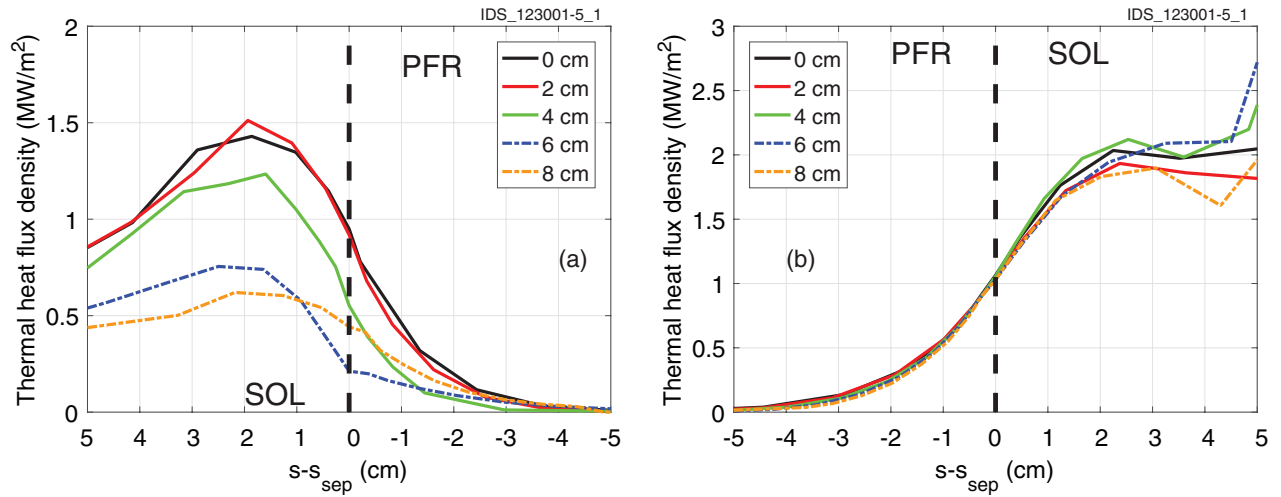 IDS_123001-5_1
Thermal heat flux density (MW/m2)
2
1.5
1
0.5
0
PFR
0 cm
2 cm
4 cm
6 cm
8 cm
(a)
SOL
5 4 3 2 1 0 -1 -2 -3 -4 -5
s-ssep (cm)
IDS_123001-5_1
Thermal heat flux density (MW/m2)
3
2.5
2
1.5
1
0.5
0
PFR SOL
0 cm
2 cm
4 cm
6 cm
8 cm
(b)
-5 -4 -3 -2 -1 0 1 2 3 4 5
s-ssep (cm)